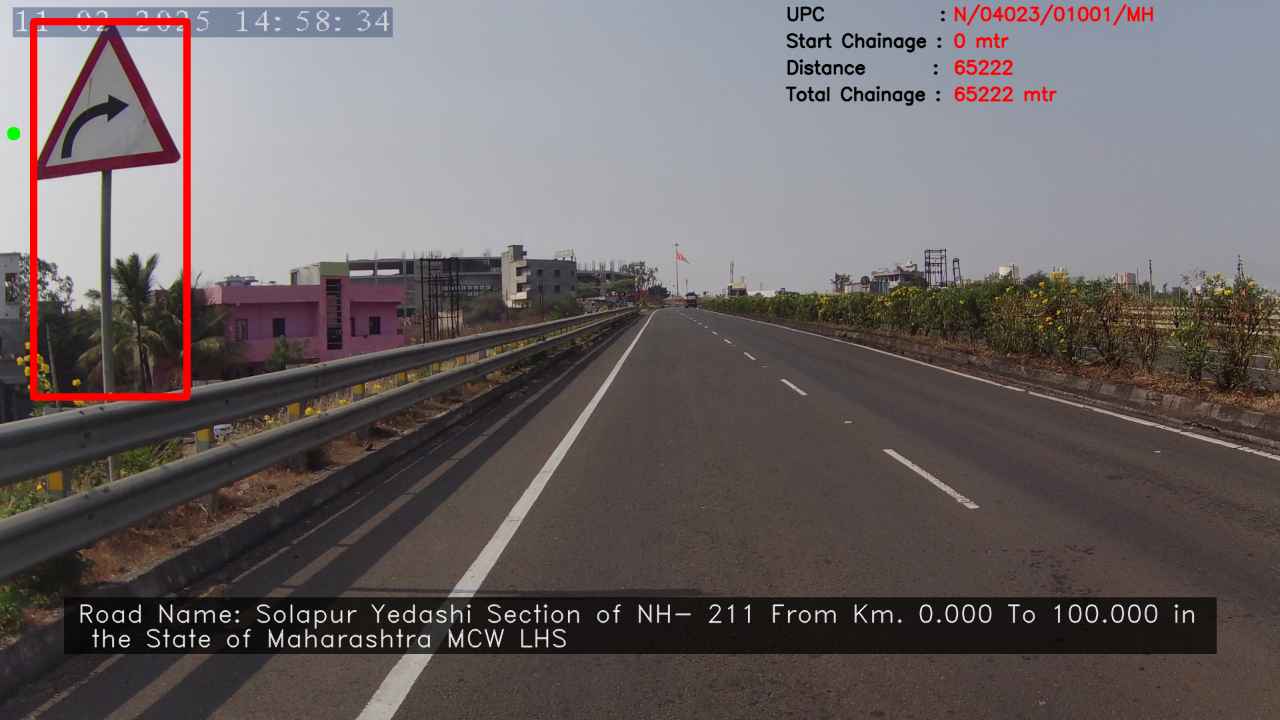 11-02-2025 14:58:34
UPC : N/04023/01001/MH
Start Chainage : 0 mtr
Distance : 65222
Total Chainage : 65222 mtr
Road Name: Solapur Yedashi Section of NH- 211 From Km. 0.000 To 100.000 in
the State of Maharashtra MCW LHS